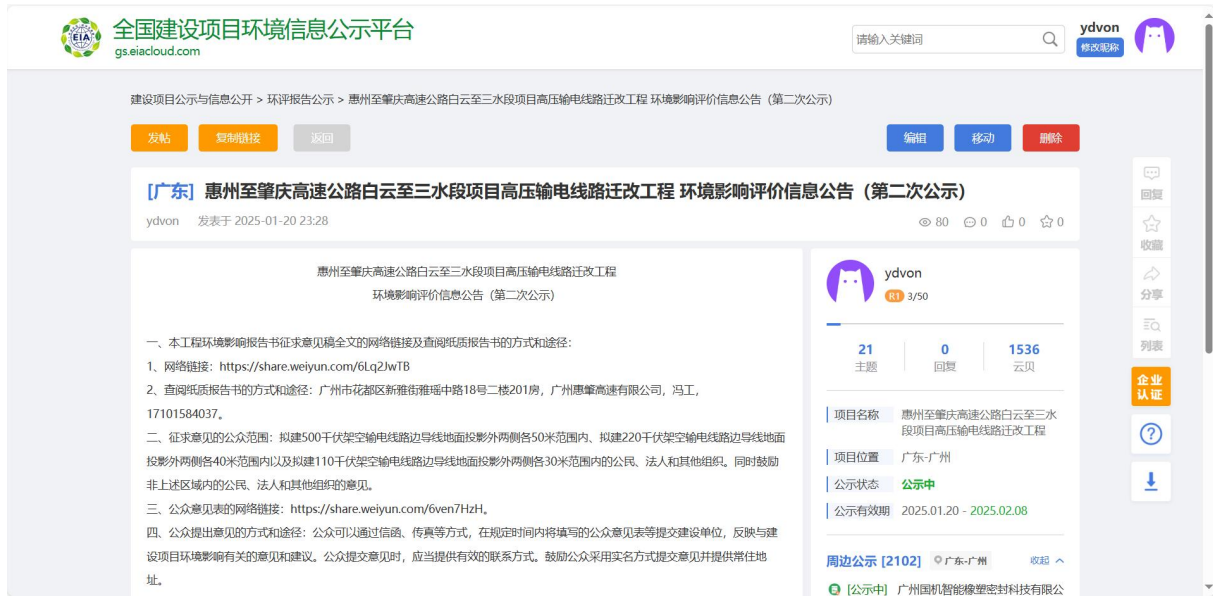 全国建设项目环境信息公示平台
gs.eiacloud.com
请输入关键词
ydvon
修改昵称
建设项目公示与信息公开 > 环评报告公示 > 惠州至肇庆高速公路白云至三水段项目高压输电线路迁改工程 环境影响评价信息公告（第二次公示）
发帖 复制链接 返回 编辑 移动 删除
[广东] 惠州至肇庆高速公路白云至三水段项目高压输电线路迁改工程 环境影响评价信息公告（第二次公示）
ydvon 发表于 2025-01-20 23:28 80 0 0 0
惠州至肇庆高速公路白云至三水段项目高压输电线路迁改工程
环境影响评价信息公告（第二次公示）
一、本工程环境影响报告书征求意见稿全文的网络链接及查阅纸质报告书的方式和途径：
1、网络链接：https://share.weiyun.com/6Lq2JwTB
2、查阅纸质报告书的方式和途径：广州市花都区新雅街雅瑶中路18号二楼201房，广州惠肇高速有限公司，冯工，
17101584037。
二、征求意见的公众范围：拟建500千伏架空输电线路边导线地面投影外两侧各50米范围内、拟建220千伏架空输电线路边导线地面
投影外两侧各40米范围内以及拟建110千伏架空输电线路边导线地面投影外两侧各30米范围内的公民、法人和其他组织。同时鼓励
非上述区域内的公民、法人和其他组织的意见。
三、公众意见表的网络链接：https://share.weiyun.com/6ven7HzH。
四、公众提出意见的方式和途径：公众可以通过信函、传真等方式，在规定时间内将填写的公众意见表等提交建设单位，反映与建
设项目环境影响有关的意见和建议。公众提交意见时，应当提供有效的联系方式。鼓励公众采用实名方式提交意见并提供常住地
址。
ydvon
R1 3/50
21 0 1536
主题 回复 云贝
项目名称 惠州至肇庆高速公路白云至三水
段项目高压输电线路迁改工程
项目位置 广东-广州
公示状态 公示中
公示有效期 2025.01.20 - 2025.02.08
周边公示 [2102] 广东-广州 收起
[公示中] 广州国机智能橡塑密封科技有限公
回复
收藏
分享
列表
企业
认证
EIA